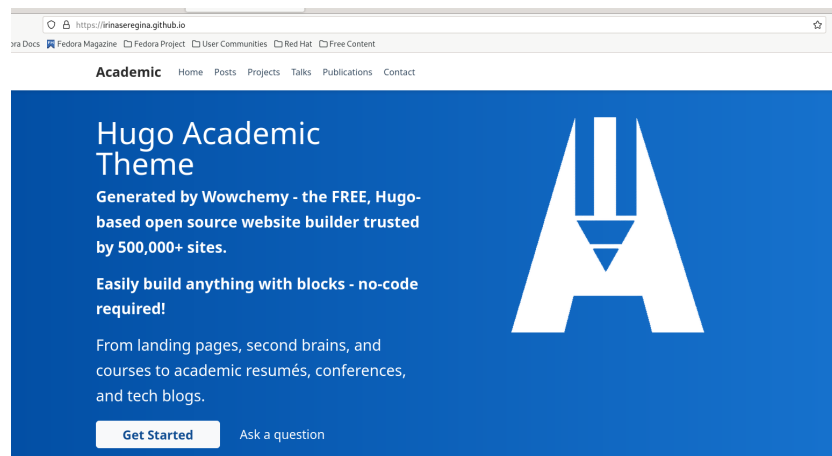 https://irinaseregina.github.io
ora Docs Fedora Magazine Fedora Project User Communities Red Hat Free Content
Academic Home Posts Projects Talks Publications Contact
Hugo Academic
Theme
Generated by Wowchemy - the FREE, Hugo-
based open source website builder trusted
by 500,000+ sites.
Easily build anything with blocks - no-code
required!
From landing pages, second brains, and
courses to academic resumés, conferences,
and tech blogs.
Get Started Ask a question